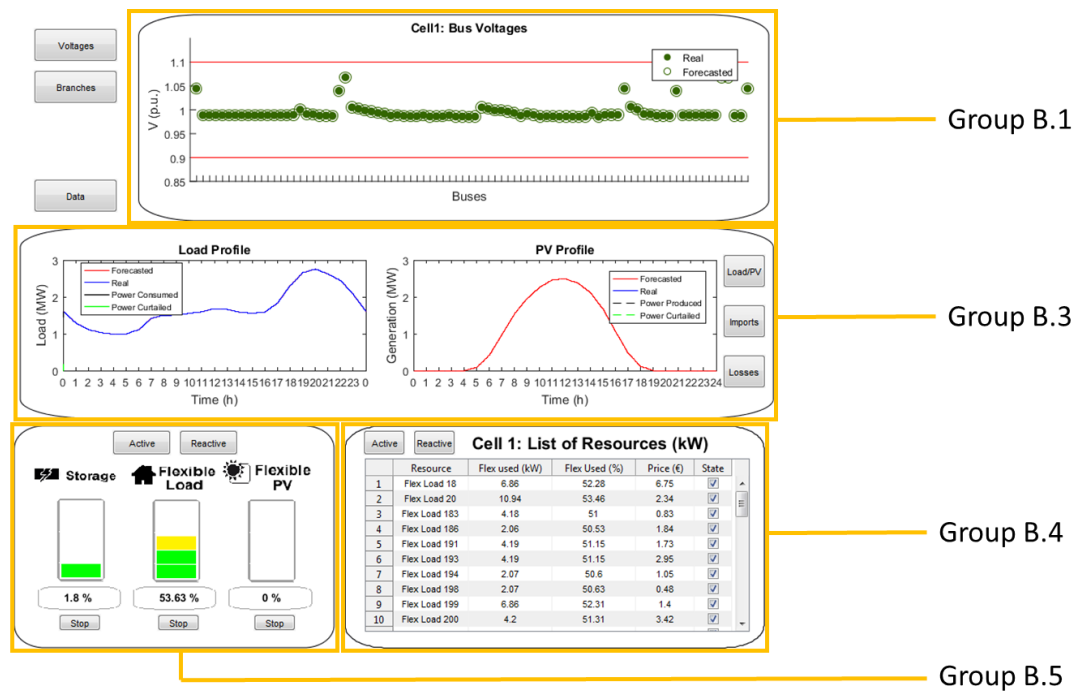 Voltages
Branches
Data
Cell1: Bus Voltages
V (p.u.)
1.1
1.05
1
0.95
0.9
0.85
Real
Forecasted
Buses
Group B.1
Load Profile
Load (MW)
3
2
1
0
Forecasted
Real
Power Consumed
Power Curtailed
0 1 2 3 4 5 6 7 8 9 10 11 12 13 14 15 16 17 18 19 20 21 22 23 0
Time (h)
PV Profile
Generation (MW)
3
2
1
0
Forecasted
Real
Power Produced
Power Curtailed
0 1 2 3 4 5 6 7 8 9 10 11 12 13 14 15 16 17 18 19 20 21 22 23 24
Time (h)
Load/PV
Imports
Losses
Group B.3
Active Reactive
Storage
Flexible Load
Flexible PV
1.8 % 53.63 % 0 %
Stop Stop Stop
Active Reactive Cell 1: List of Resources (kW)
Resource Flex used (kW) Flex Used (%) Price (€) State
1 Flex Load 18 6.86 52.28 6.75
2 Flex Load 20 10.94 53.46 2.34
3 Flex Load 183 4.18 51 0.83
4 Flex Load 186 2.06 50.53 1.84
5 Flex Load 191 4.19 51.15 1.73
6 Flex Load 193 4.19 51.15 2.95
7 Flex Load 194 2.07 50.6 1.05
8 Flex Load 198 2.07 50.63 0.48
9 Flex Load 199 6.86 52.31 1.4
10 Flex Load 200 4.2 51.31 3.42
Group B.4
Group B.5